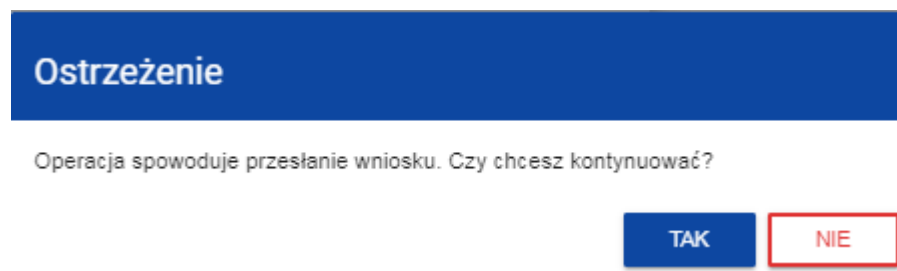 Ostrzeżenie
Operacja spowoduje przesłanie wniosku. Czy chcesz kontynuować?
TAK NIE